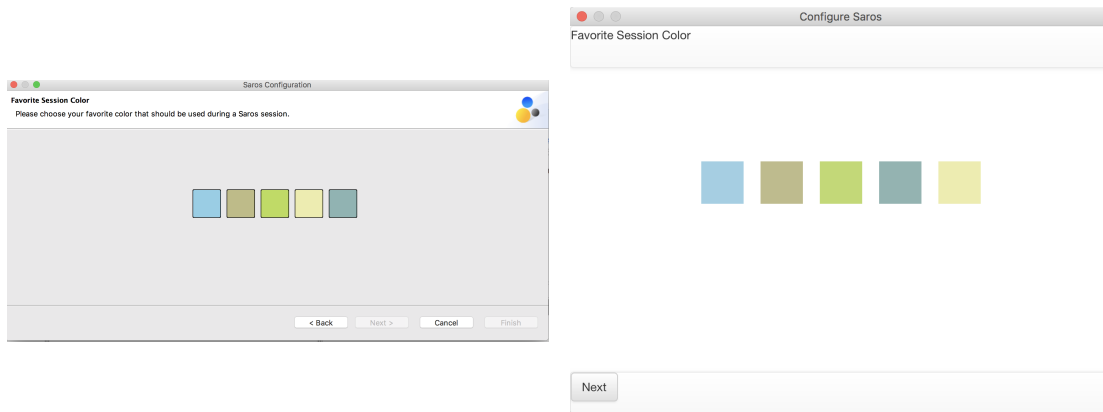 Saros Configuration
Favorite Session Color
Please choose your favorite color that should be used during a Saros session.
< Back
Next >
Cancel
Finish
Configure Saros
Favorite Session Color
Next